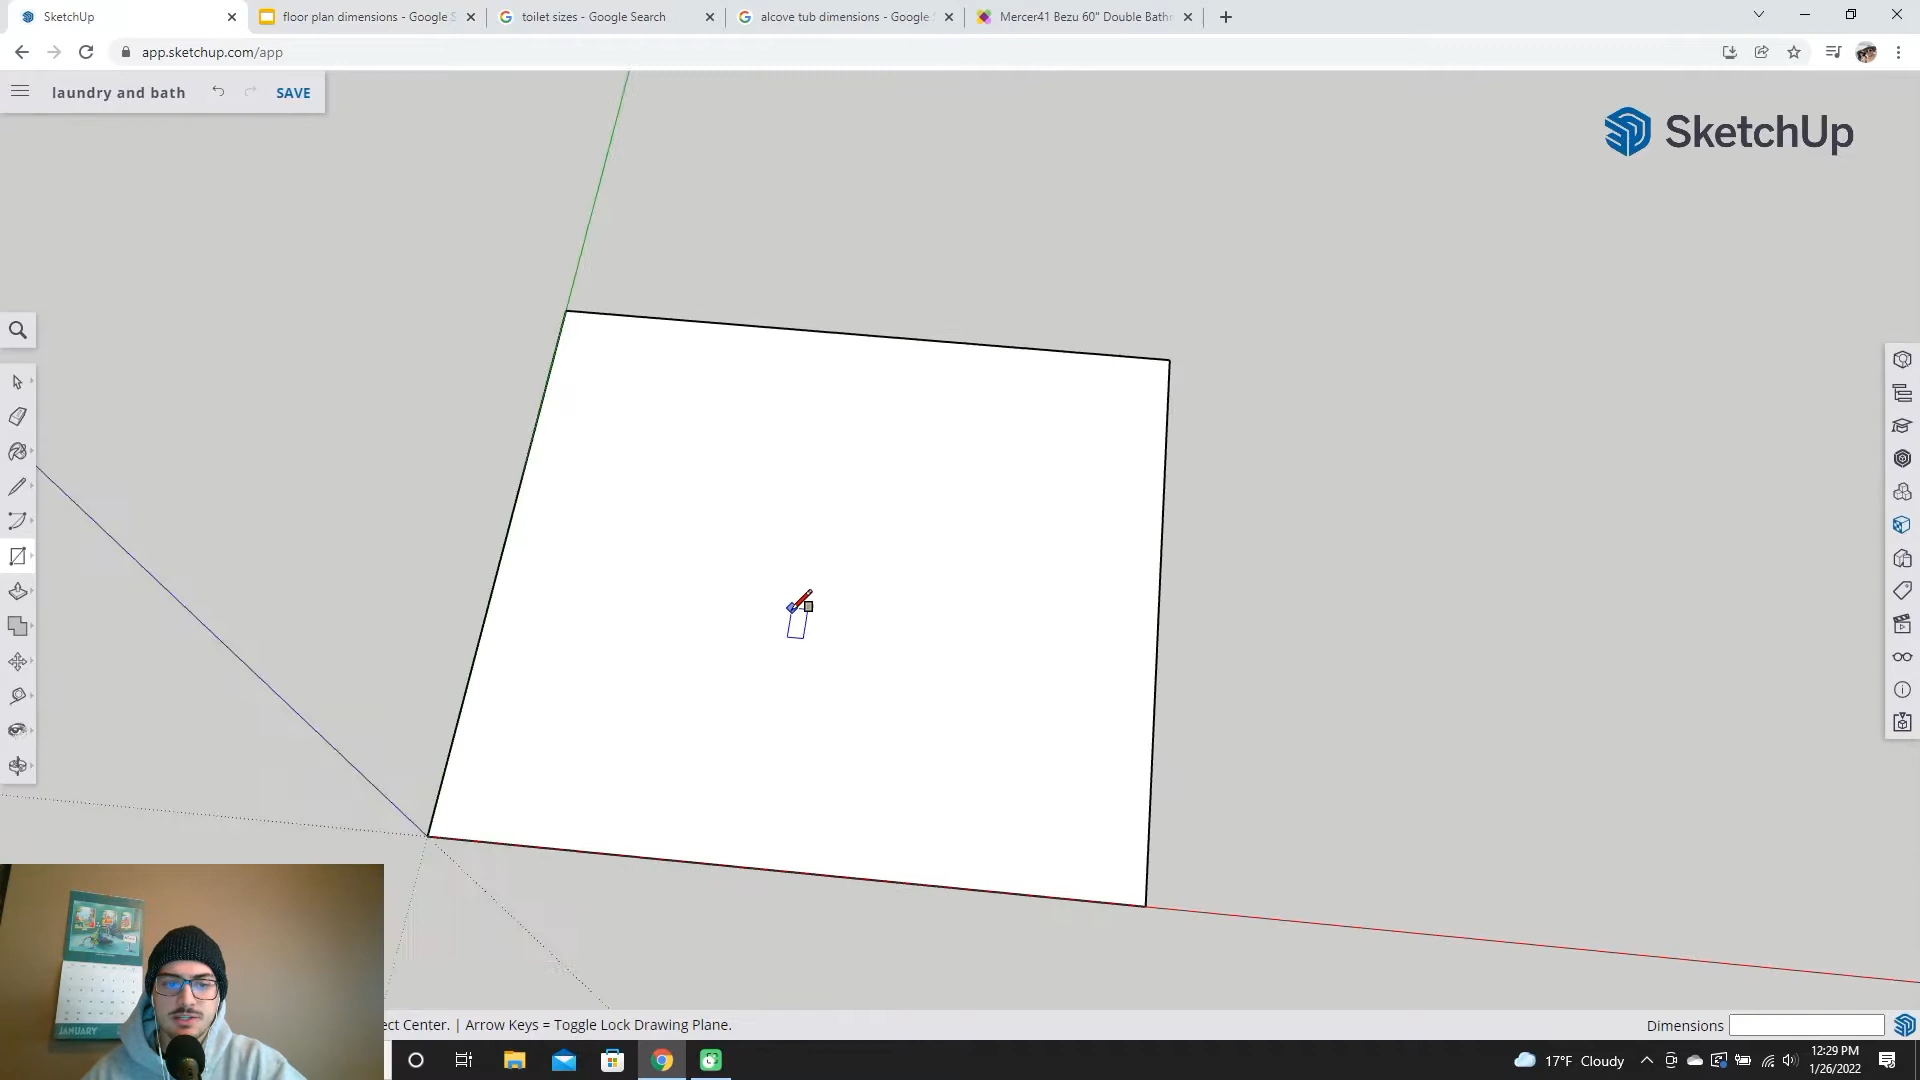 SketchUp
floor plan dimensions - Google S
toilet sizes - Google Search
alcove tub dimensions - Google
Mercer41 Bezu 60" Double Bath
app.sketchup.com/app
laundry and bath
SAVE
SketchUp
JANUARY
ect Center. | Arrow Keys = Toggle Lock Drawing Plane.
Dimensions
17°F Cloudy
12:29 PM
1/26/2022